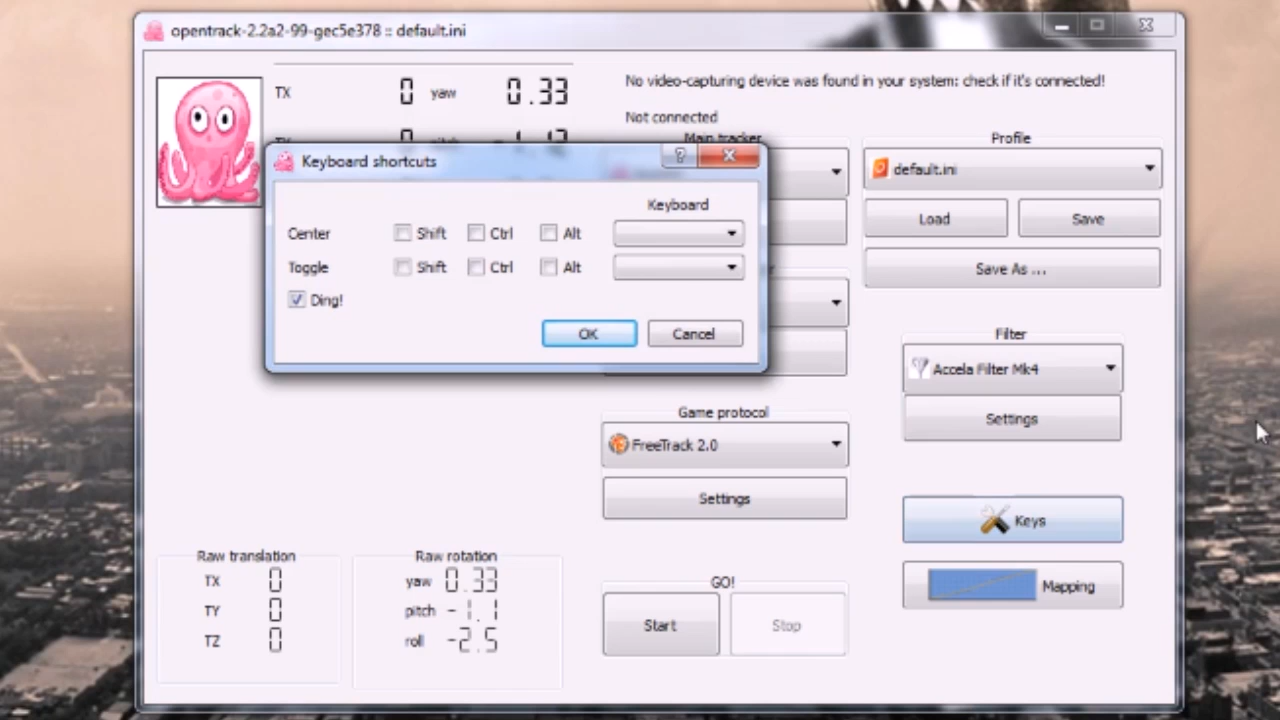 opentrack-2.2a2-99-gec5e378 :: default.ini
TX 0 yaw 0.33
No video-capturing device was found in your system: check if it's connected!
Not connected
Main tracker
Profile
default.ini
Load Save
Save As ...
Keyboard shortcuts
Keyboard
Center Shift Ctrl Alt
Toggle Shift Ctrl Alt
Ding!
OK Cancel
Filter
Accela Filter Mk4
Settings
Game protocol
FreeTrack 2.0
Settings
Keys
Mapping
Raw translation
TX 0
TY 0
TZ 0
Raw rotation
yaw 0.33
pitch -1.1
roll -2.5
GO!
Start Stop